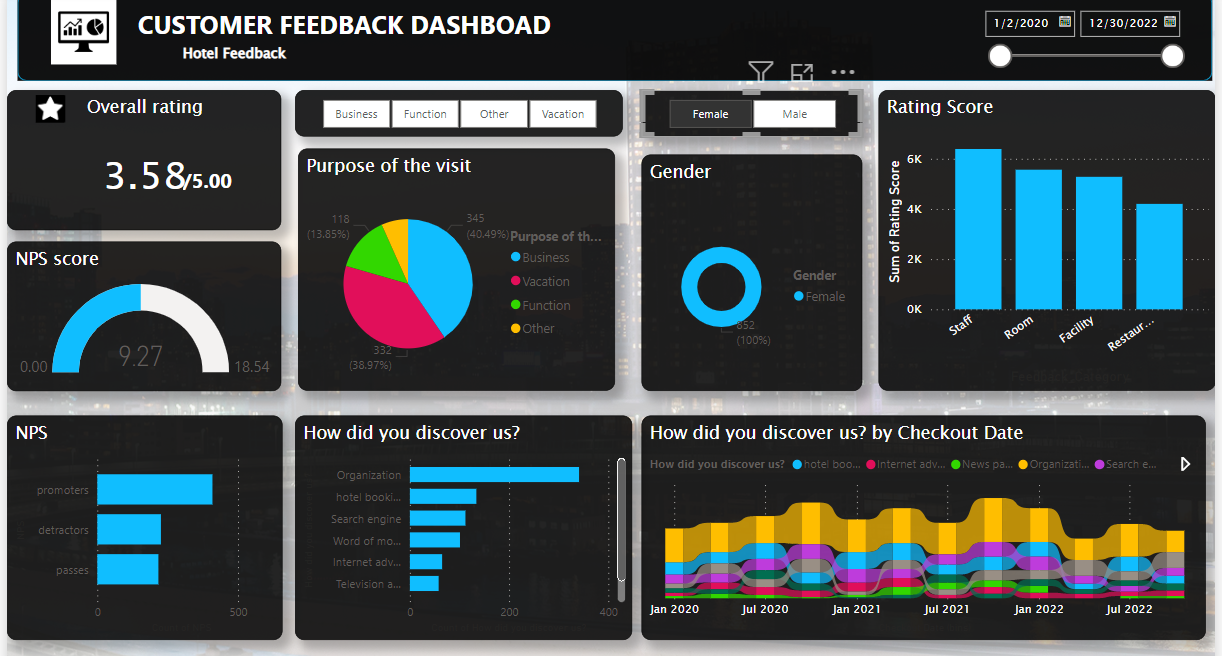 CUSTOMER FEEDBACK DASHBOAD
Hotel Feedback
1/2/2020
12/30/2022
Overall rating
3.58/5.00
Business
Function
Other
Vacation
Female
Male
Rating Score
Sum of Rating Score
6K
4K
2K
0K
Staff
Room
Facility
Restaur...
Purpose of the visit
118
(13.85%)
345
(40.49%)
332
(38.97%)
Purpose of th...
Business
Vacation
Function
Other
Gender
Gender
Female
852
(100%)
NPS score
0.00
9.27
18.54
NPS
promoters
detractors
passes
0
500
How did you discover us?
Organization
hotel booki...
Search engine
Word of mo...
Internet adv...
Television a...
0
200
400
How did you discover us? by Checkout Date
How did you discover us?
hotel boo...
Internet adv...
News pa...
Organizati...
Search e...
Jan 2020
Jul 2020
Jan 2021
Jul 2021
Jan 2022
Jul 2022